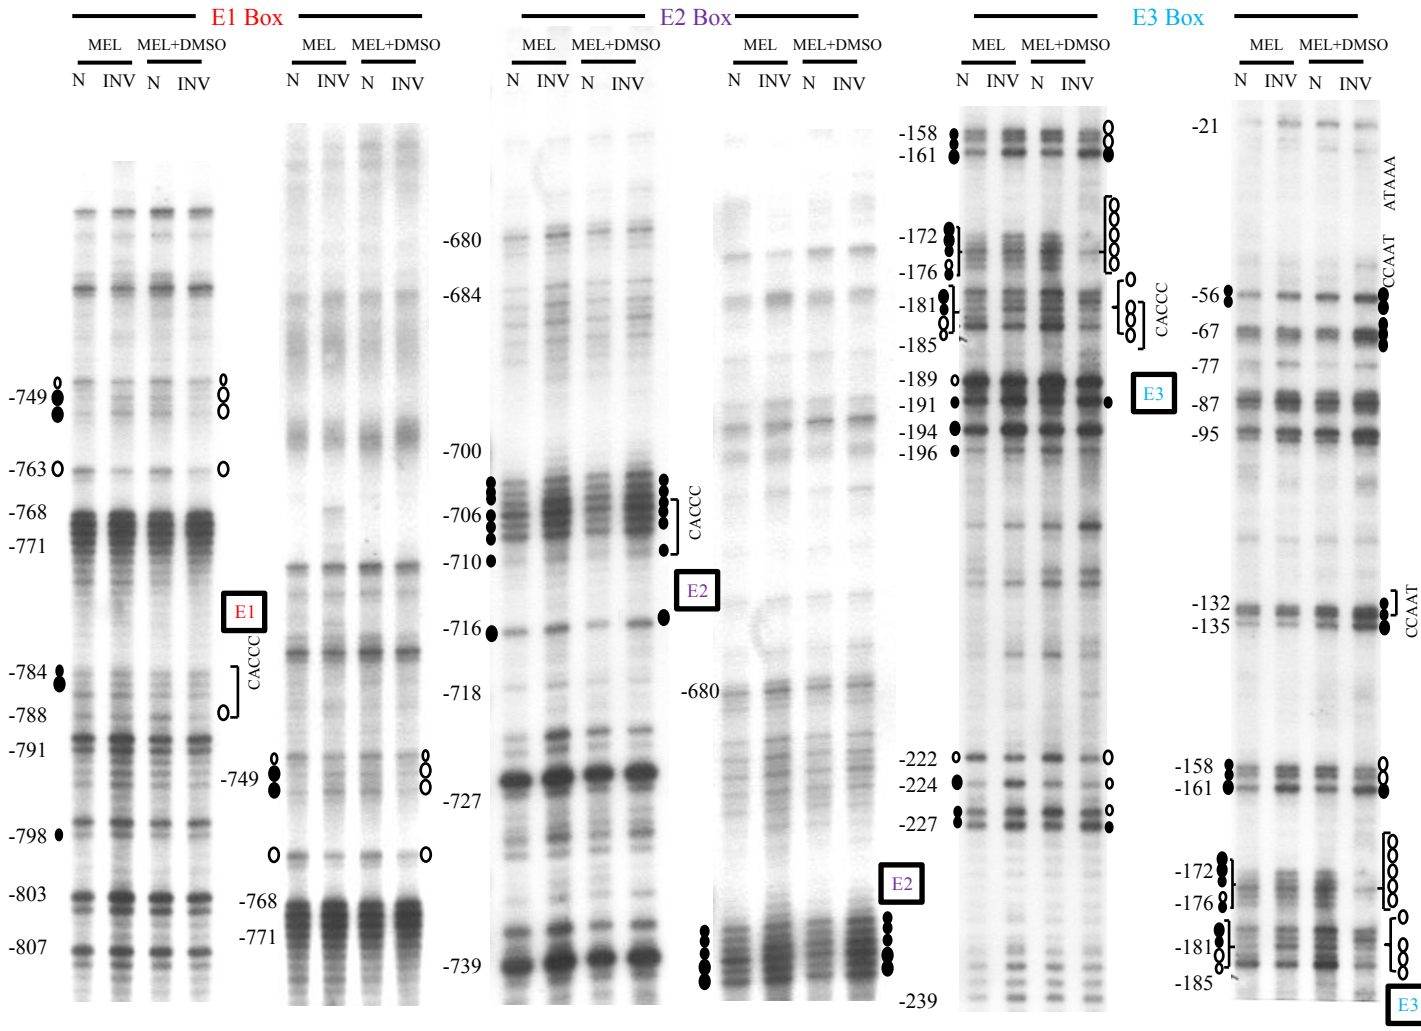 E1 Box
E2 Box
E3 Box
MEL MEL+DMSO
N INV N INV
MEL MEL+DMSO
N INV N INV
MEL MEL+DMSO
N INV N INV
MEL MEL+DMSO
N INV N INV
MEL MEL+DMSO
N INV N INV
MEL MEL+DMSO
N INV N INV
-749
-763
-768
-771
E1
CACCC
-784
-788
-791
-798
-803
-807
-749
-768
-771
-680
-684
-700
-706
CACCC
-710
E2
-716
-718
-727
-739
-680
E2
-158
-161
-172
-176
-181
CACCC
-185
-189
E3
-191
-194
-196
-222
-224
-227
-239
-21
ATAAA
CCAAT
-56
-67
-77
-87
-95
-132
CCAAT
-135
-158
-161
-172
-176
-181
-185
E3